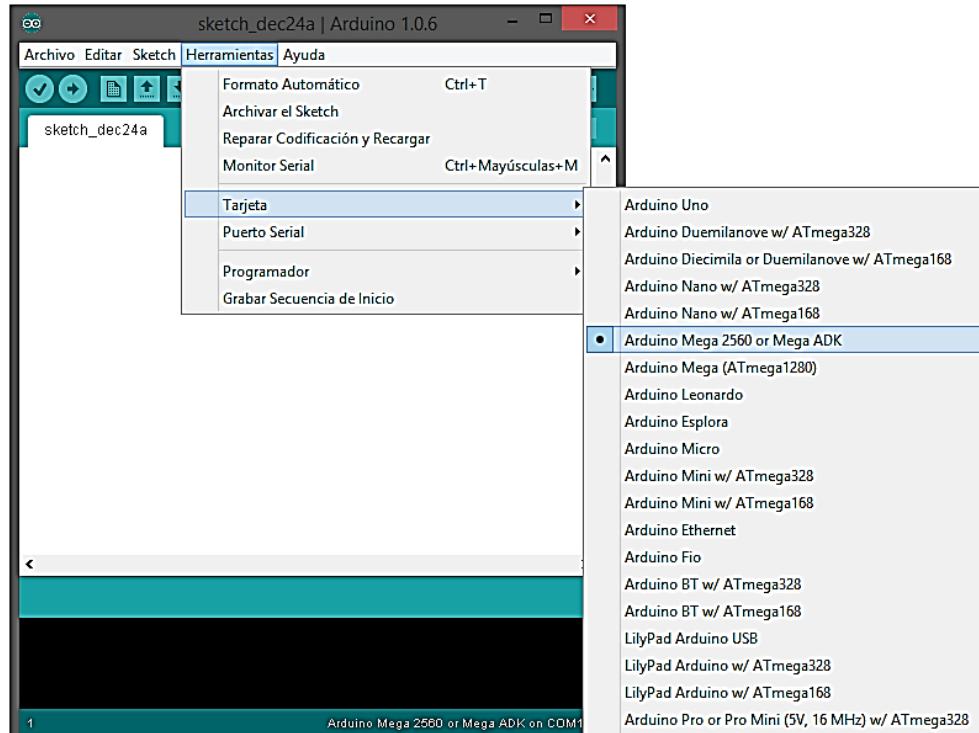 sketch_dec24a | Arduino 1.0.6
Archivo Editar Sketch Herramientas Ayuda
sketch_dec24a
Formato Automático Ctrl+T
Archivar el Sketch
Reparar Codificación y Recargar
Monitor Serial Ctrl+Mayúsculas+M
Tarjeta
Puerto Serial
Programador
Grabar Secuencia de Inicio
Arduino Uno
Arduino Duemilanove w/ ATmega328
Arduino Diecimila or Duemilanove w/ ATmega168
Arduino Nano w/ ATmega328
Arduino Nano w/ ATmega168
Arduino Mega 2560 or Mega ADK
Arduino Mega (ATmega1280)
Arduino Leonardo
Arduino Esplora
Arduino Micro
Arduino Mini w/ ATmega328
Arduino Mini w/ ATmega168
Arduino Ethernet
Arduino Fio
Arduino BT w/ ATmega328
Arduino BT w/ ATmega168
LilyPad Arduino USB
LilyPad Arduino w/ ATmega328
LilyPad Arduino w/ ATmega168
Arduino Pro or Pro Mini (5V, 16 MHz) w/ ATmega328
1 Arduino Mega 2560 or Mega ADK on COM1